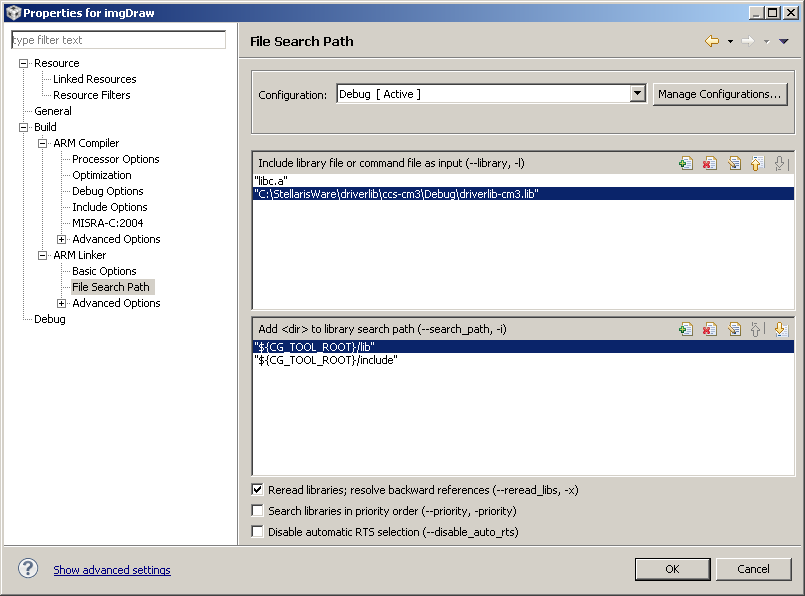 Properties for imgDraw
type filter text
Resource
Linked Resources
Resource Filters
General
Build
ARM Compiler
Processor Options
Optimization
Debug Options
Include Options
MISRA-C:2004
Advanced Options
ARM Linker
Basic Options
File Search Path
Advanced Options
Debug
File Search Path
Configuration: Debug [ Active ] Manage Configurations...
Include library file or command file as input (--library, -l)
"libc.a"
"C:\StellarisWare\driverlib\ccs-cm3\Debug\driverlib-cm3.lib"
Add <dir> to library search path (--search_path, -i)
"${CG_TOOL_ROOT}/lib"
"${CG_TOOL_ROOT}/include"
Reread libraries; resolve backward references (--reread_libs, -x)
Search libraries in priority order (--priority, -priority)
Disable automatic RTS selection (--disable_auto_rts)
? Show advanced settings
OK Cancel